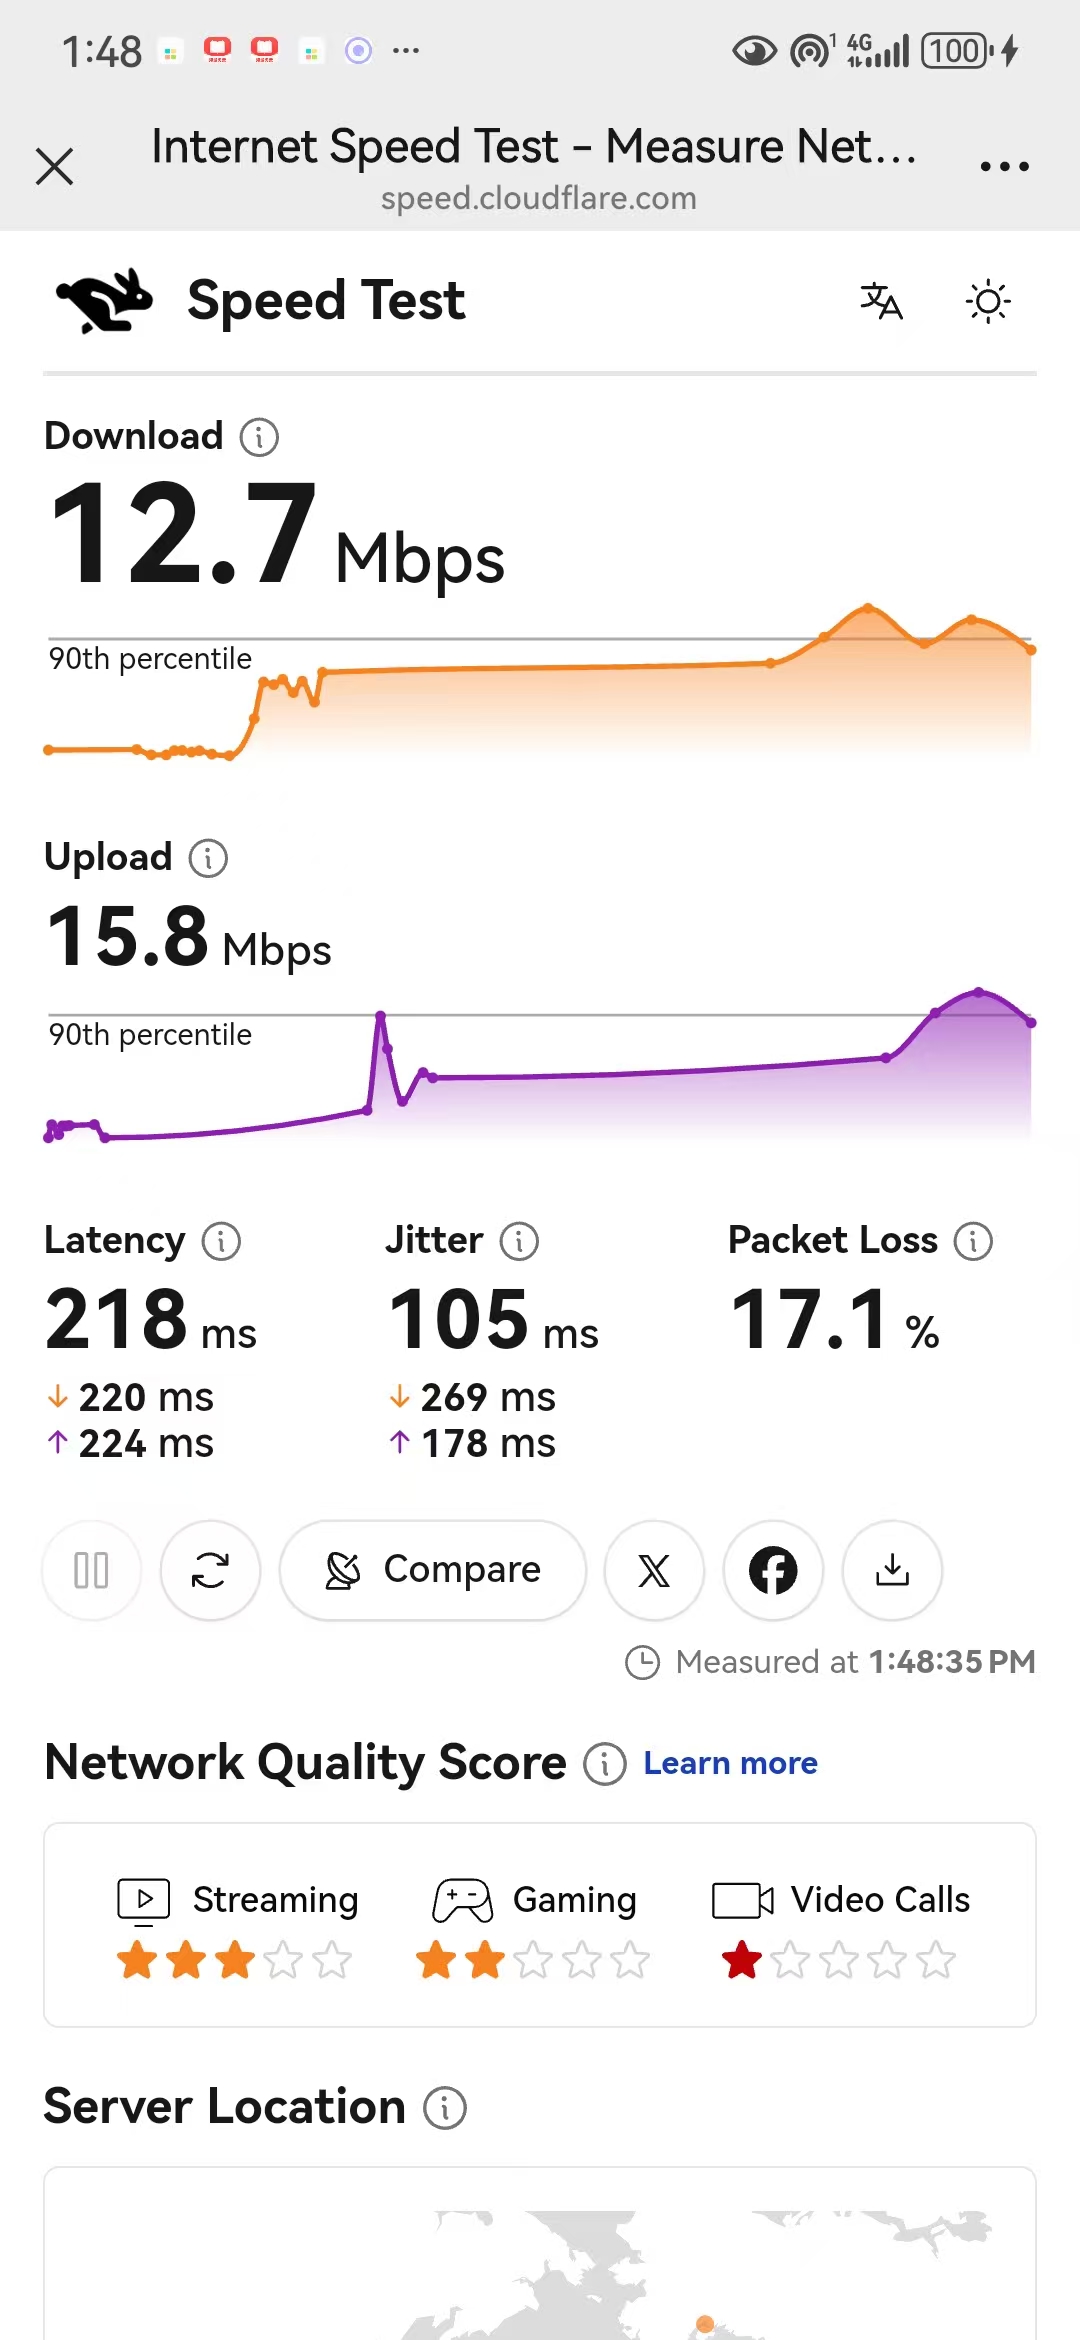 1:48
1 4G 100
Internet Speed Test - Measure Net...
speed.cloudflare.com
Speed Test
Download
12.7 Mbps
90th percentile
Upload
15.8 Mbps
90th percentile
Latency Jitter Packet Loss
218 ms 105 ms 17.1 %
↓ 220 ms ↓ 269 ms
↑ 224 ms ↑ 178 ms
Compare
Measured at 1:48:35 PM
Network Quality Score Learn more
Streaming Gaming Video Calls
Server Location